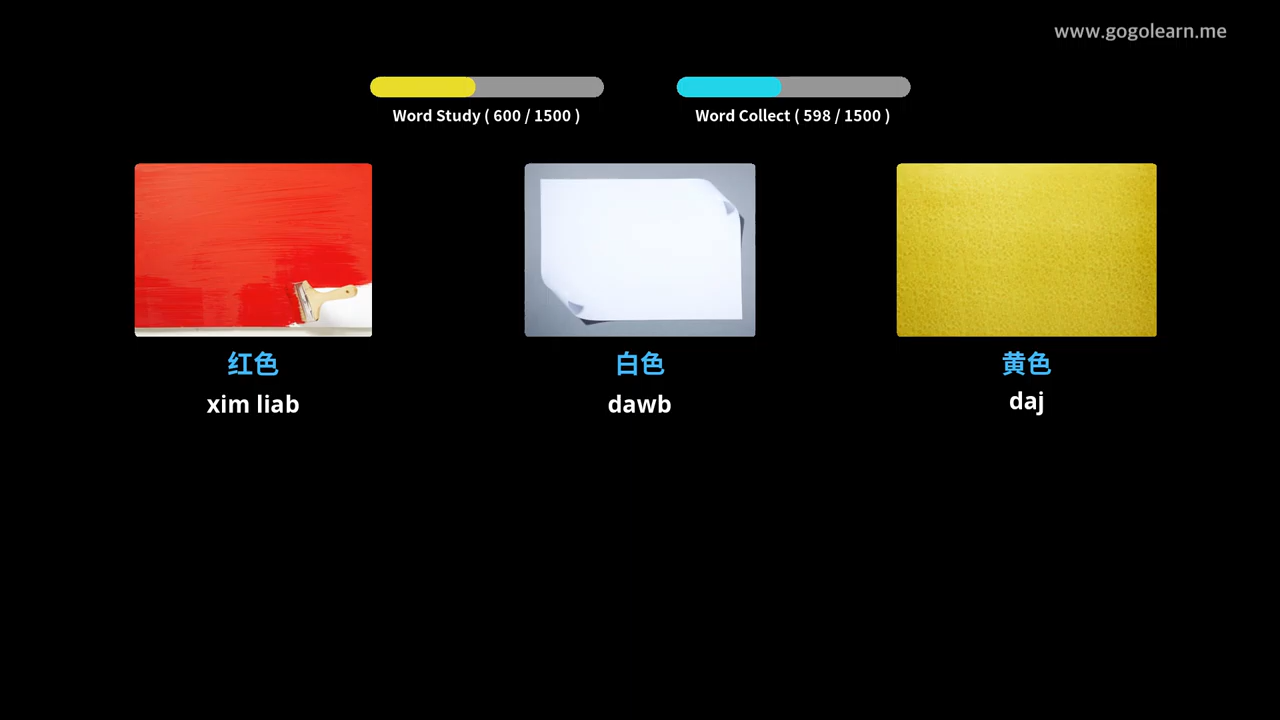 www.gogolearn.me
Word Study ( 600 / 1500 )
Word Collect ( 598 / 1500 )
红色
白色
黄色
xim liab
dawb
daj